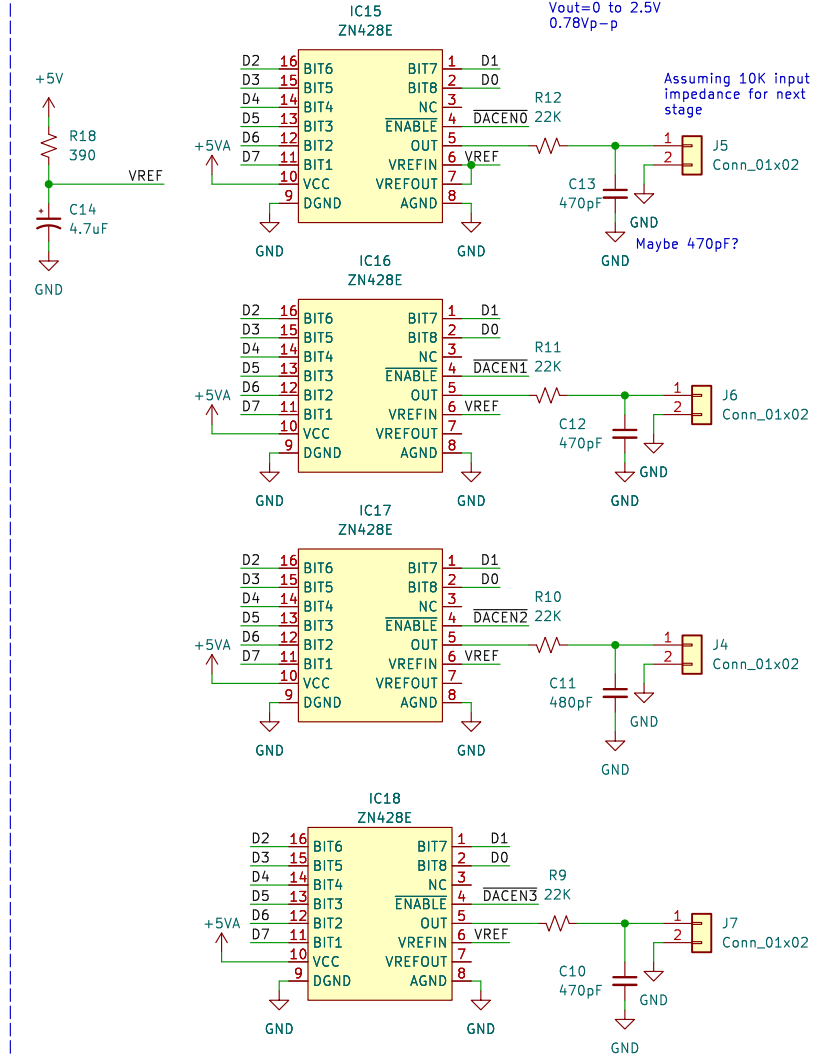 Vout=0 to 2.5V
0.78Vp-p
Assuming 10K input
impedance for next
stage
+5V
R18
390
VREF
C14
4.7uF
GND
IC15
ZN428E
D2 16 BIT6 BIT7 1 D1
D3 15 BIT5 BIT8 2 D0
D4 14 BIT4 NC 3
D5 13 BIT3 ENABLE 4 DACEN0
D6 12 BIT2 OUT 5
D7 11 BIT1 VREFIN 6 VREF
+5VA 10 VCC VREFOUT 7
9 DGND AGND 8
GND
GND
R12
22K
C13
470pF
GND
GND
1
2
J5
Conn_01x02
Maybe 470pF?
IC16
ZN428E
D2 16 BIT6 BIT7 1 D1
D3 15 BIT5 BIT8 2 D0
D4 14 BIT4 NC 3
D5 13 BIT3 ENABLE 4 DACEN1
D6 12 BIT2 OUT 5
D7 11 BIT1 VREFIN 6 VREF
+5VA 10 VCC VREFOUT 7
9 DGND AGND 8
GND
GND
R11
22K
C12
470pF
GND
GND
1
2
J6
Conn_01x02
IC17
ZN428E
D2 16 BIT6 BIT7 1 D1
D3 15 BIT5 BIT8 2 D0
D4 14 BIT4 NC 3
D5 13 BIT3 ENABLE 4 DACEN2
D6 12 BIT2 OUT 5
D7 11 BIT1 VREFIN 6 VREF
+5VA 10 VCC VREFOUT 7
9 DGND AGND 8
GND
GND
R10
22K
C11
480pF
GND
GND
1
2
J4
Conn_01x02
IC18
ZN428E
D2 16 BIT6 BIT7 1 D1
D3 15 BIT5 BIT8 2 D0
D4 14 BIT4 NC 3
D5 13 BIT3 ENABLE 4 DACEN3
D6 12 BIT2 OUT 5
D7 11 BIT1 VREFIN 6 VREF
+5VA 10 VCC VREFOUT 7
9 DGND AGND 8
GND
GND
R9
22K
C10
470pF
GND
GND
1
2
J7
Conn_01x02